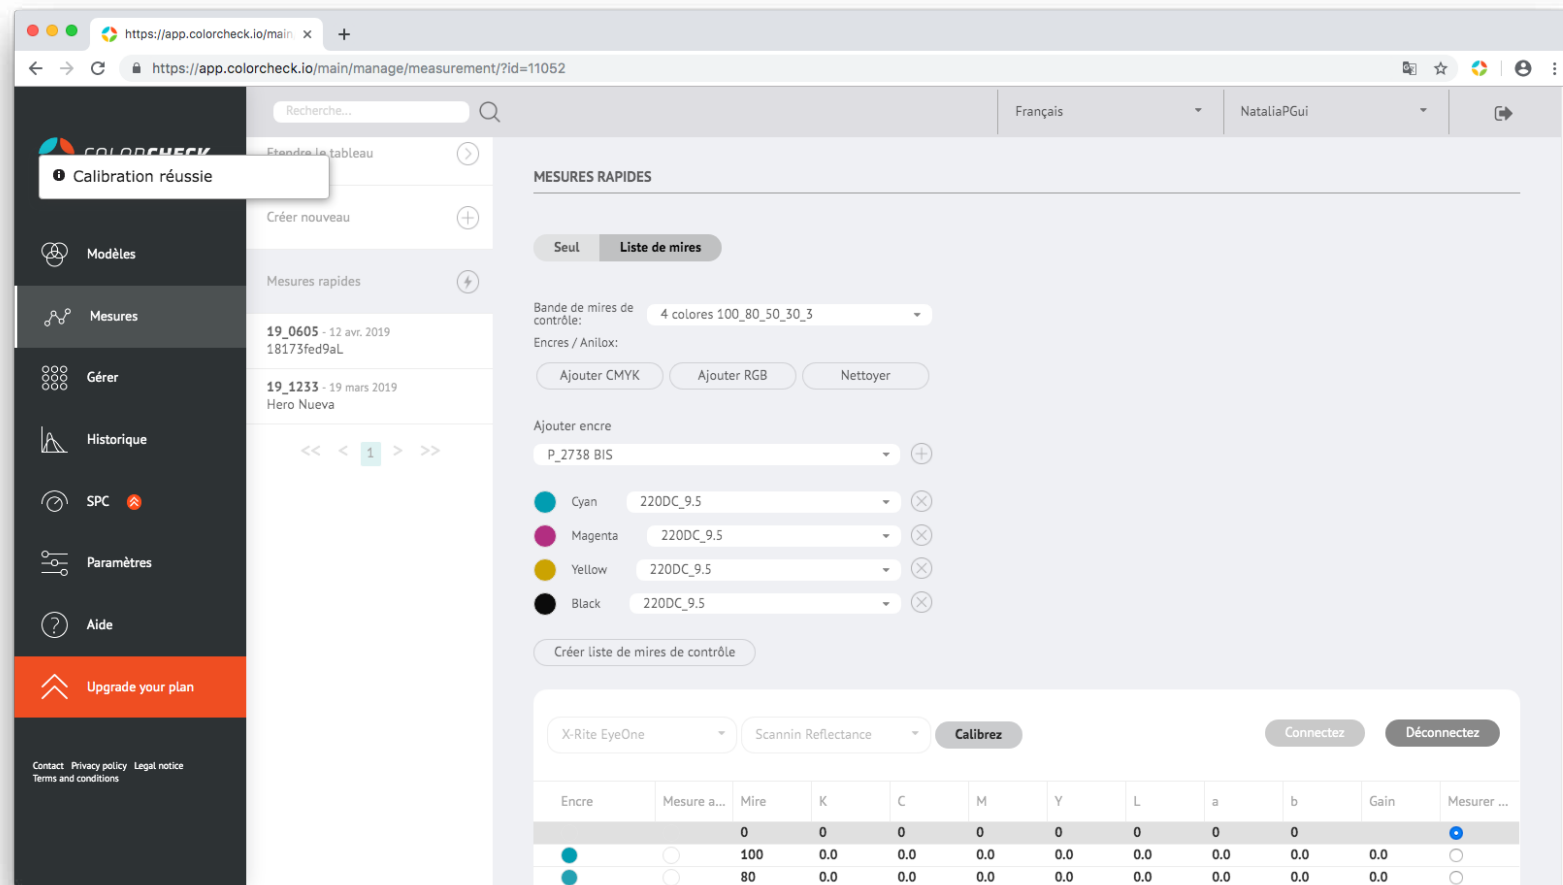 https://app.colorcheck.io/main
https://app.colorcheck.io/main/manage/measurement/?id=11052
Recherche...
Français
NataliaPGui
COLORCHECK
Calibration réussie
Etendre le tableau
Créer nouveau
Mesures rapides
19_0605 - 12 avr. 2019
18173fed9aL
19_1233 - 19 mars 2019
Hero Nueva
<< < 1 > >>
Modèles
Mesures
Gérer
Historique
SPC
Paramètres
Aide
Upgrade your plan
Contact Privacy policy Legal notice
Terms and conditions
MESURES RAPIDES
Seul Liste de mires
Bande de mires de
contrôle:
4 colores 100_80_50_30_3
Encres / Anilox:
Ajouter CMYK Ajouter RGB Nettoyer
Ajouter encre
P_2738 BIS
Cyan 220DC_9.5
Magenta 220DC_9.5
Yellow 220DC_9.5
Black 220DC_9.5
Créer liste de mires de contrôle
X-Rite EyeOne Scannin Reflectance Calibrez Connectez Déconnectez
Encre Mesure a... Mire K C M Y L a b Gain Mesurer ...
0 0 0 0 0 0 0 0
100 0.0 0.0 0.0 0.0 0.0 0.0 0.0 0.0
80 0.0 0.0 0.0 0.0 0.0 0.0 0.0 0.0